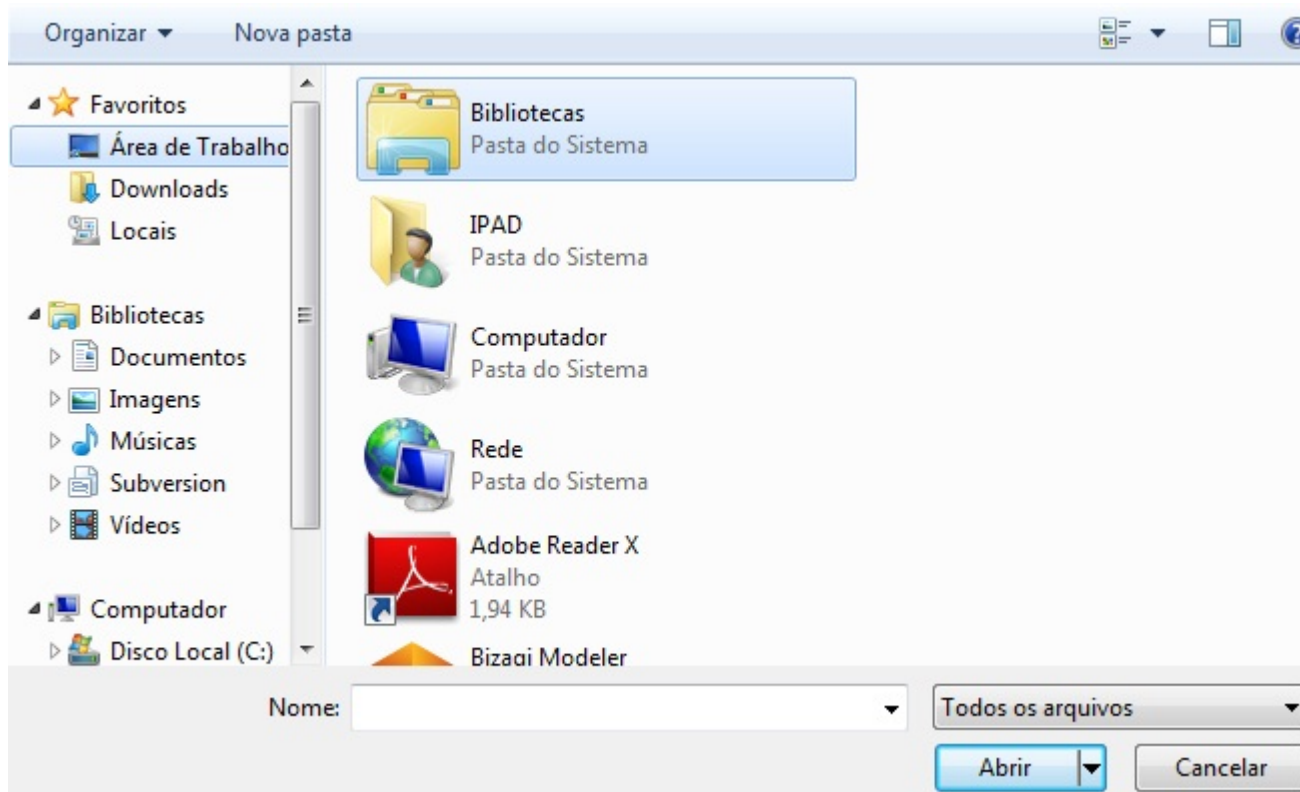 Organizar
Nova pasta
Favoritos
Área de Trabalho
Downloads
Locais
Bibliotecas
Documentos
Imagens
Músicas
Subversion
Vídeos
Computador
Disco Local (C:)
Bibliotecas
Pasta do Sistema
IPAD
Pasta do Sistema
Computador
Pasta do Sistema
Rede
Pasta do Sistema
Adobe Reader X
Atalho
1,94 KB
Bizagi Modeler
Nome:
Todos os arquivos
Abrir
Cancelar